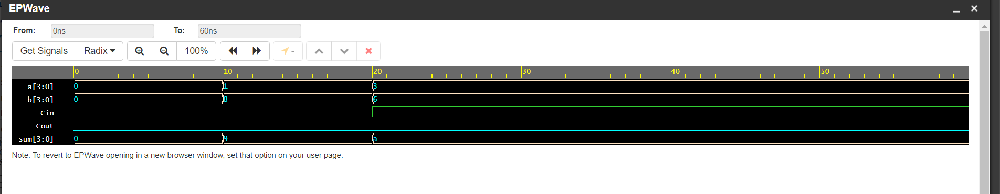 EPWave
From: 0ns To: 60ns
Get Signals Radix 100% -
0 10 20 30 40 50
a[3:0] 0 1 3
b[3:0] 0 8 6
Cin
Cout
sum[3:0] 0 9 a
Note: To revert to EPWave opening in a new browser window, set that option on your user page.